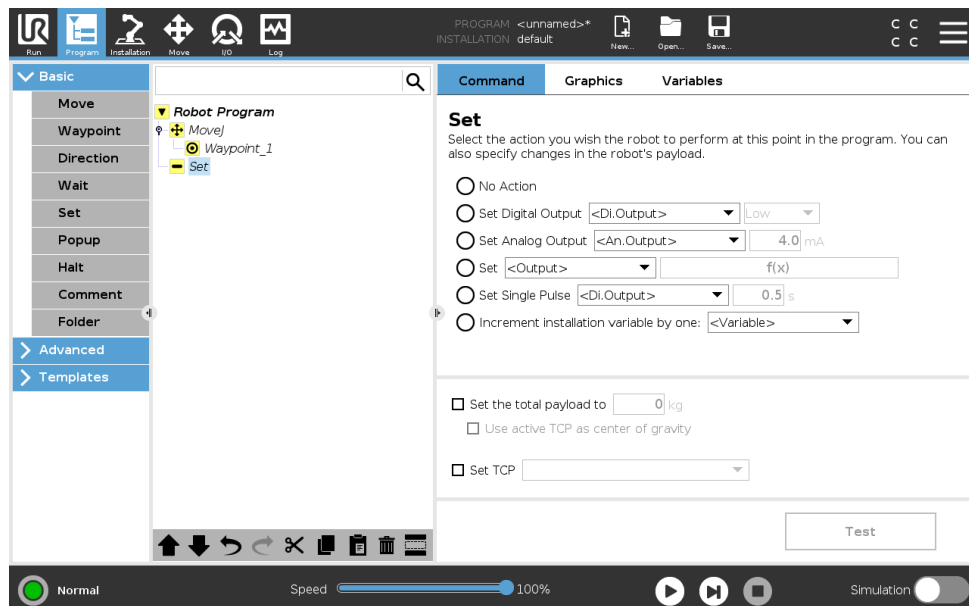 PROGRAM <unnamed>*
INSTALLATION default
UR
Run
Program
Installation
Move
I/O
Log
New...
Open...
Save...
C C
C C
Basic
Move
Waypoint
Direction
Wait
Set
Popup
Halt
Comment
Folder
Advanced
Templates
Robot Program
MoveJ
Waypoint_1
Set
Command Graphics Variables
Set
Select the action you wish the robot to perform at this point in the program. You can
also specify changes in the robot's payload.
No Action
Set Digital Output <Di.Output> Low
Set Analog Output <An.Output> 4.0 mA
Set <Output> f(x)
Set Single Pulse <Di.Output> 0.5 s
Increment installation variable by one: <Variable>
Set the total payload to 0 kg
Use active TCP as center of gravity
Set TCP
Test
Normal
Speed 100%
Simulation